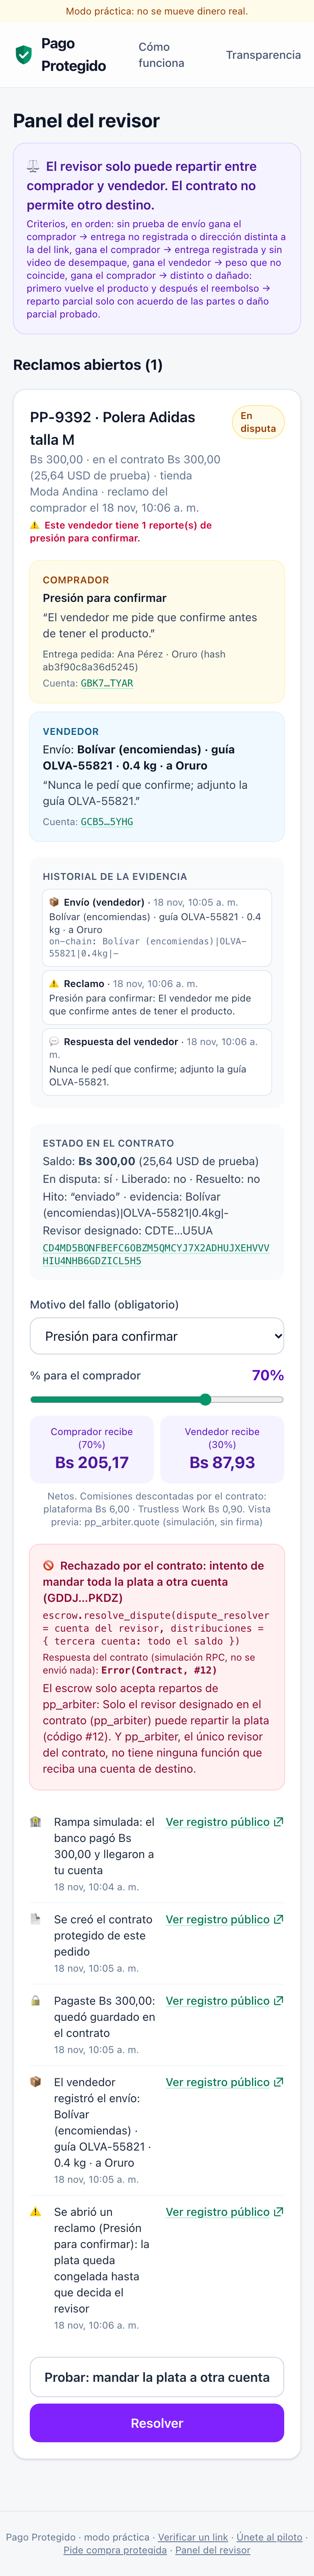 Modo práctica: no se mueve dinero real.
Pago
Protegido
Cómo
funciona
Transparencia
Panel del revisor
El revisor solo puede repartir entre
comprador y vendedor. El contrato no
permite otro destino.
Criterios, en orden: sin prueba de envío gana el
comprador → entrega no registrada o dirección distinta a
la del link, gana el comprador → entrega registrada y sin
video de desempaque, gana el vendedor → peso que no
coincide, gana el comprador → distinto o dañado:
primero vuelve el producto y después el reembolso →
reparto parcial solo con acuerdo de las partes o daño
parcial probado.
Reclamos abiertos (1)
PP-9392 · Polera Adidas
talla M
En
disputa
Bs 300,00 · en el contrato Bs 300,00
(25,64 USD de prueba) · tienda
Moda Andina · reclamo del
comprador el 18 nov, 10:06 a. m.
Este vendedor tiene 1 reporte(s) de
presión para confirmar.
COMPRADOR
Presión para confirmar
“El vendedor me pide que confirme antes
de tener el producto.”
Entrega pedida: Ana Pérez · Oruro (hash
ab3f90c8a36d5245)
Cuenta: GBK7…TYAR
VENDEDOR
Envío: Bolívar (encomiendas) · guía
OLVA-55821 · 0.4 kg · a Oruro
“Nunca le pedí que confirme; adjunto la
guía OLVA-55821.”
Cuenta: GCB5…5YHG
HISTORIAL DE LA EVIDENCIA
Envío (vendedor) · 18 nov, 10:05 a. m.
Bolívar (encomiendas) · guía OLVA-55821 · 0.4
kg · a Oruro
on-chain: Bolívar (encomiendas)|OLVA-
55821|0.4kg|-
Reclamo · 18 nov, 10:06 a. m.
Presión para confirmar: El vendedor me pide
que confirme antes de tener el producto.
Respuesta del vendedor · 18 nov, 10:06 a.
m.
Nunca le pedí que confirme; adjunto la guía
OLVA-55821.
ESTADO EN EL CONTRATO
Saldo: Bs 300,00 (25,64 USD de prueba)
En disputa: sí · Liberado: no · Resuelto: no
Hito: “enviado” · evidencia: Bolívar
(encomiendas)|OLVA-55821|0.4kg|-
Revisor designado: CDTE…U5UA
CD4MD5BONFBEFC6OBZM5QMCYJ7X2ADHUJXEHVVV
HIU4NHB6GDZICL5H5
Motivo del fallo (obligatorio)
Presión para confirmar
% para el comprador
70%
Comprador recibe
(70%)
Bs 205,17
Vendedor recibe
(30%)
Bs 87,93
Netos. Comisiones descontadas por el contrato:
plataforma Bs 6,00 · Trustless Work Bs 0,90. Vista
previa: pp_arbiter.quote (simulación, sin firma)
Rechazado por el contrato: intento de
mandar toda la plata a otra cuenta
(GDDJ…PKDZ)
escrow.resolve_dispute(dispute_resolver
= cuenta del revisor, distribuciones =
{ tercera cuenta: todo el saldo })
Respuesta del contrato (simulación RPC, no se
envió nada): Error(Contract, #12)
El escrow solo acepta repartos de
pp_arbiter: Solo el revisor designado en el
contrato (pp_arbiter) puede repartir la plata
(código #12). Y pp_arbiter, el único revisor
del contrato, no tiene ninguna función que
reciba una cuenta de destino.
Rampa simulada: el
banco pagó Bs
300,00 y llegaron a
tu cuenta
18 nov, 10:04 a. m.
Ver registro público
Se creó el contrato
protegido de este
pedido
18 nov, 10:05 a. m.
Ver registro público
Pagaste Bs 300,00:
quedó guardado en
el contrato
18 nov, 10:05 a. m.
Ver registro público
El vendedor
registró el envío:
Bolívar
(encomiendas) ·
guía OLVA-55821 ·
0.4 kg · a Oruro
18 nov, 10:05 a. m.
Ver registro público
Se abrió un
reclamo (Presión
para confirmar): la
plata queda
congelada hasta
que decida el
revisor
18 nov, 10:06 a. m.
Ver registro público
Probar: mandar la plata a otra cuenta
Resolver
Pago Protegido · modo práctica · Verificar un link · Únete al piloto ·
Pide compra protegida · Panel del revisor